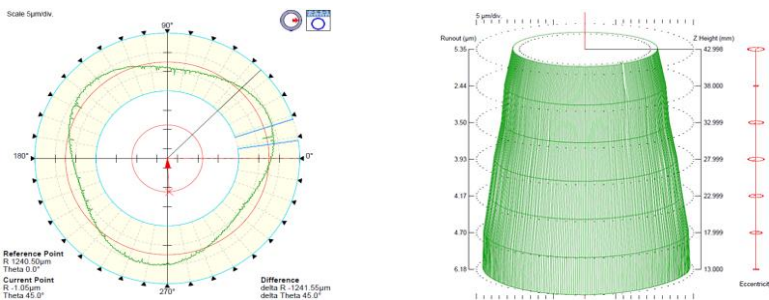 Scale 5µm/div.
90°
180°
0°
270°
Reference Point
R 1240.50µm
Theta 0.0°
Current Point
R -1.05µm
Theta 45.0°
Difference
delta R -1241.55µm
delta Theta 45.0°
5 µm/div.
Runout (µm)
Z Height (mm)
5.35
42.998
2.44
38.000
3.50
32.999
3.93
27.999
4.17
22.999
4.70
17.999
6.18
13.000
Eccentricit